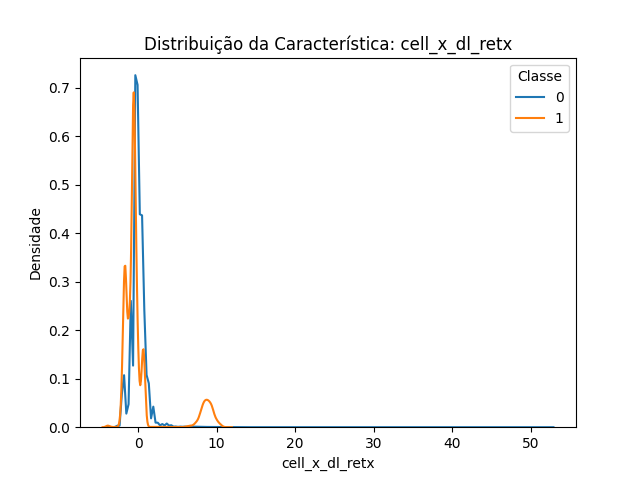 Distribuição da Característica: cell_x_dl_retx
Classe
0
1
0.7
0.6
0.5
0.4
0.3
0.2
0.1
0.0
Densidade
0 10 20 30 40 50
cell_x_dl_retx